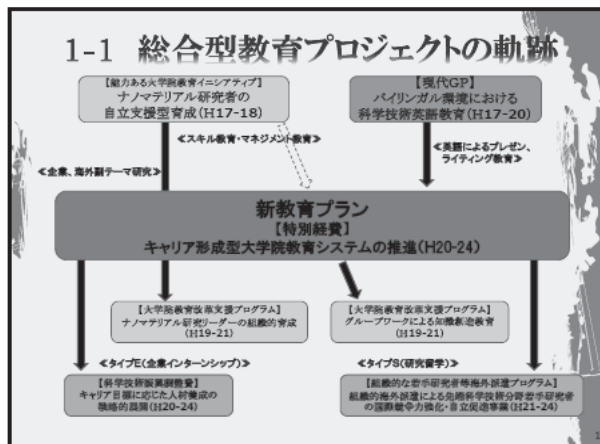 1-1 総合型教育プロジェクトの軌跡
【魅力ある大学院教育イニシアティブ】
ナノマテリアル研究者の
自立支援型育成(H17-18)
【現代GP】
バイリンガル環境における
科学技術英語教育(H17-20)
≪スキル教育・マネジメント教育≫
≪英語によるプレゼン、
ライティング教育≫
≪企業、海外副テーマ研究≫
新教育プラン
【特別経費】
キャリア形成型大学院教育システムの推進(H20-24)
【大学院教育改革支援プログラム】
ナノマテリアル研究リーダーの組織的育成
(H19-21)
【大学院教育改革支援プログラム】
グループワークによる知識創造教育
(H19-21)
≪タイプE(企業インターンシップ)≫
≪タイプS(研究留学)≫
【科学技術振興調整費】
キャリア目標に応じた人材養成の
戦略的展開(H20-24)
【組織的な若手研究者等海外派遣プログラム】
組織的海外派遣による先端科学技術分野若手研究者
の国際競争力強化・自立促進事業(H21-24)